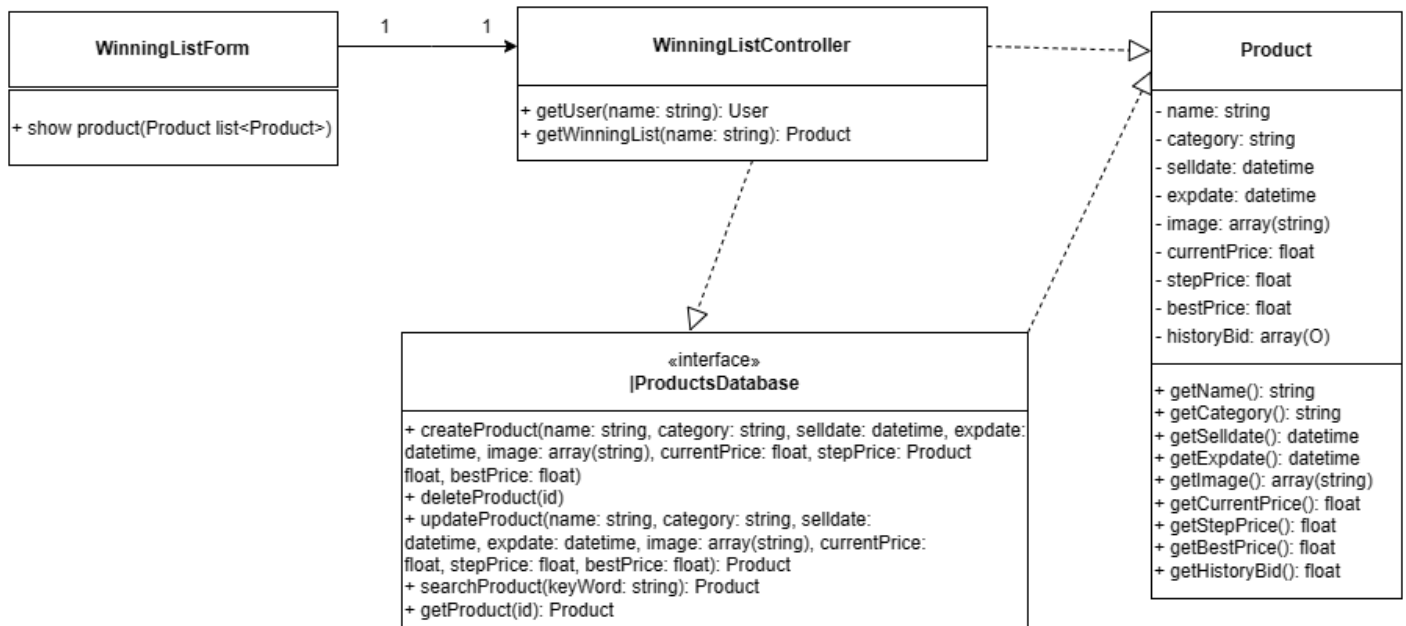 WinningListForm
+ show product(Product list<Product>)
1
1
WinningListController
+ getUser(name: string): User
+ getWinningList(name: string): Product
Product
- name: string
- category: string
- selldate: datetime
- expdate: datetime
- image: array(string)
- currentPrice: float
- stepPrice: float
- bestPrice: float
- historyBid: array(O)
+ getName(): string
+ getCategory(): string
+ getSelldate(): datetime
+ getExpdate(): datetime
+ getImage(): array(string)
+ getCurrentPrice(): float
+ getStepPrice(): float
+ getBestPrice(): float
+ getHistoryBid(): float
«interface»
|ProductsDatabase
+ createProduct(name: string, category: string, selldate: datetime, expdate:
datetime, image: array(string), currentPrice: float, stepPrice: Product
float, bestPrice: float)
+ deleteProduct(id)
+ updateProduct(name: string, category: string, selldate:
datetime, expdate: datetime, image: array(string), currentPrice:
float, stepPrice: float, bestPrice: float): Product
+ searchProduct(keyWord: string): Product
+ getProduct(id): Product